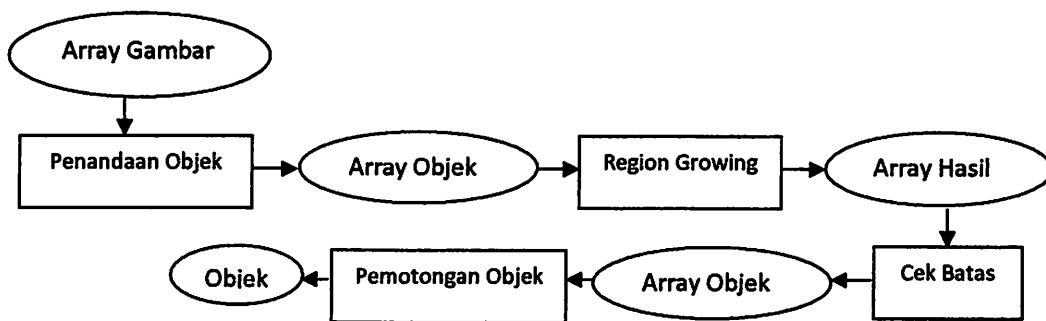 Array Gambar
Penandaan Objek
Array Objek
Region Growing
Array Hasil
Cek Batas
Array Objek
Pemotongan Objek
Objek